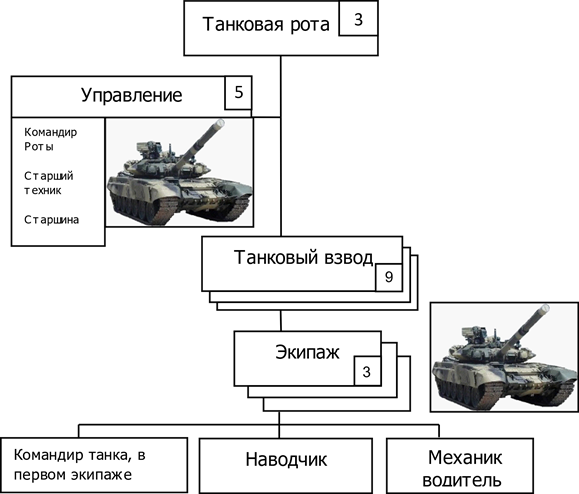 Танковая рота 3
Управление 5
Командир
Роты
Старший
техник
Старшина
Танковый взвод
9
Экипаж
3
Командир танка, в
первом экипаже
Наводчик
Механик
водитель